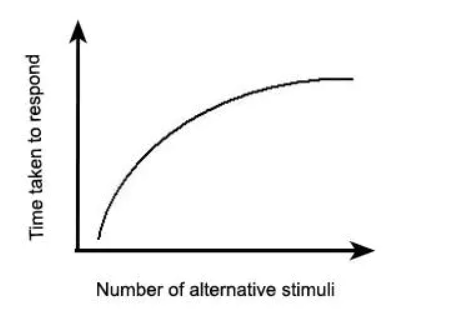 Time taken to respond
Number of alternative stimuli